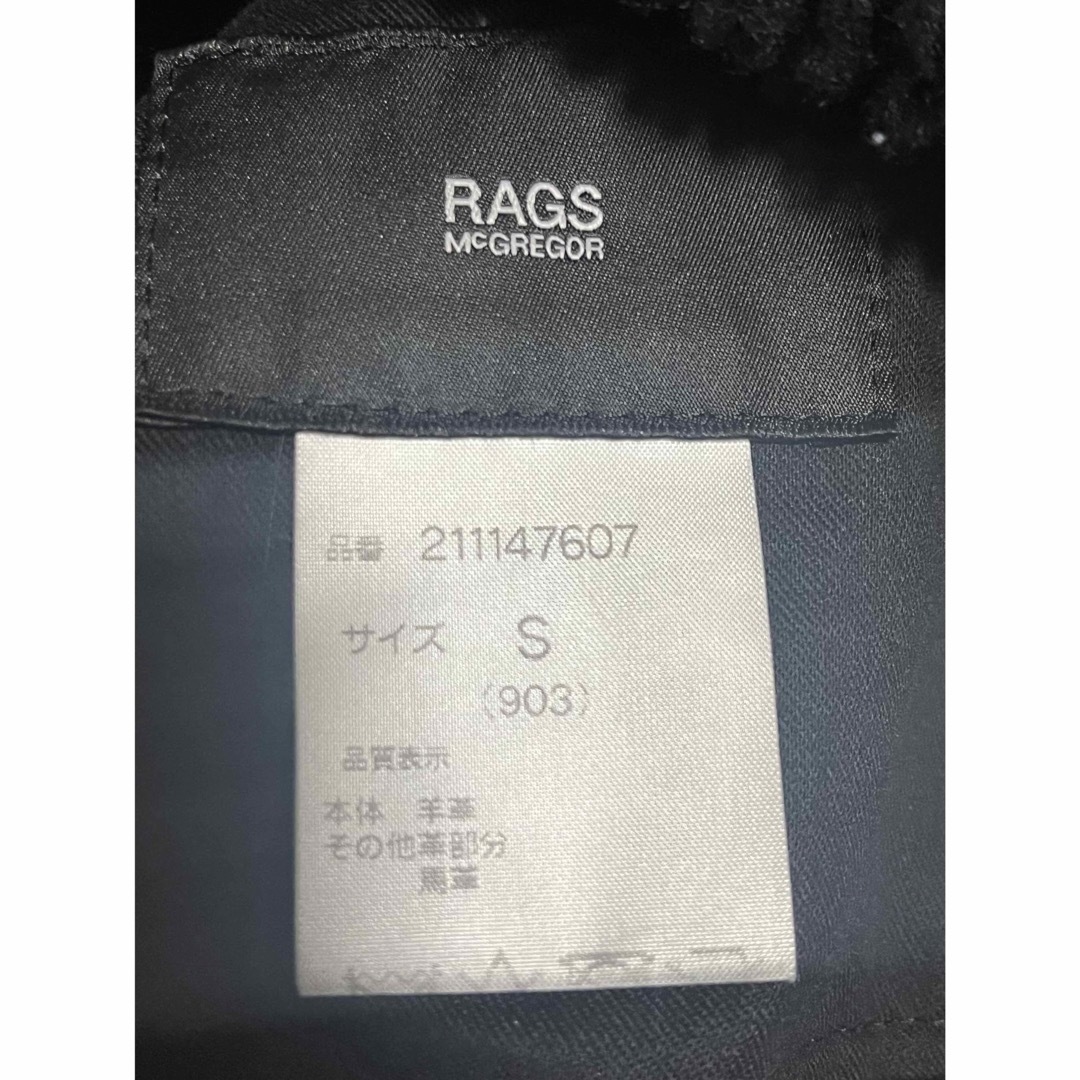 RAGS
McGREGOR
品番 211147607
サイズ S
(903)
品質表示
本体 羊革
その他革部分
馬革